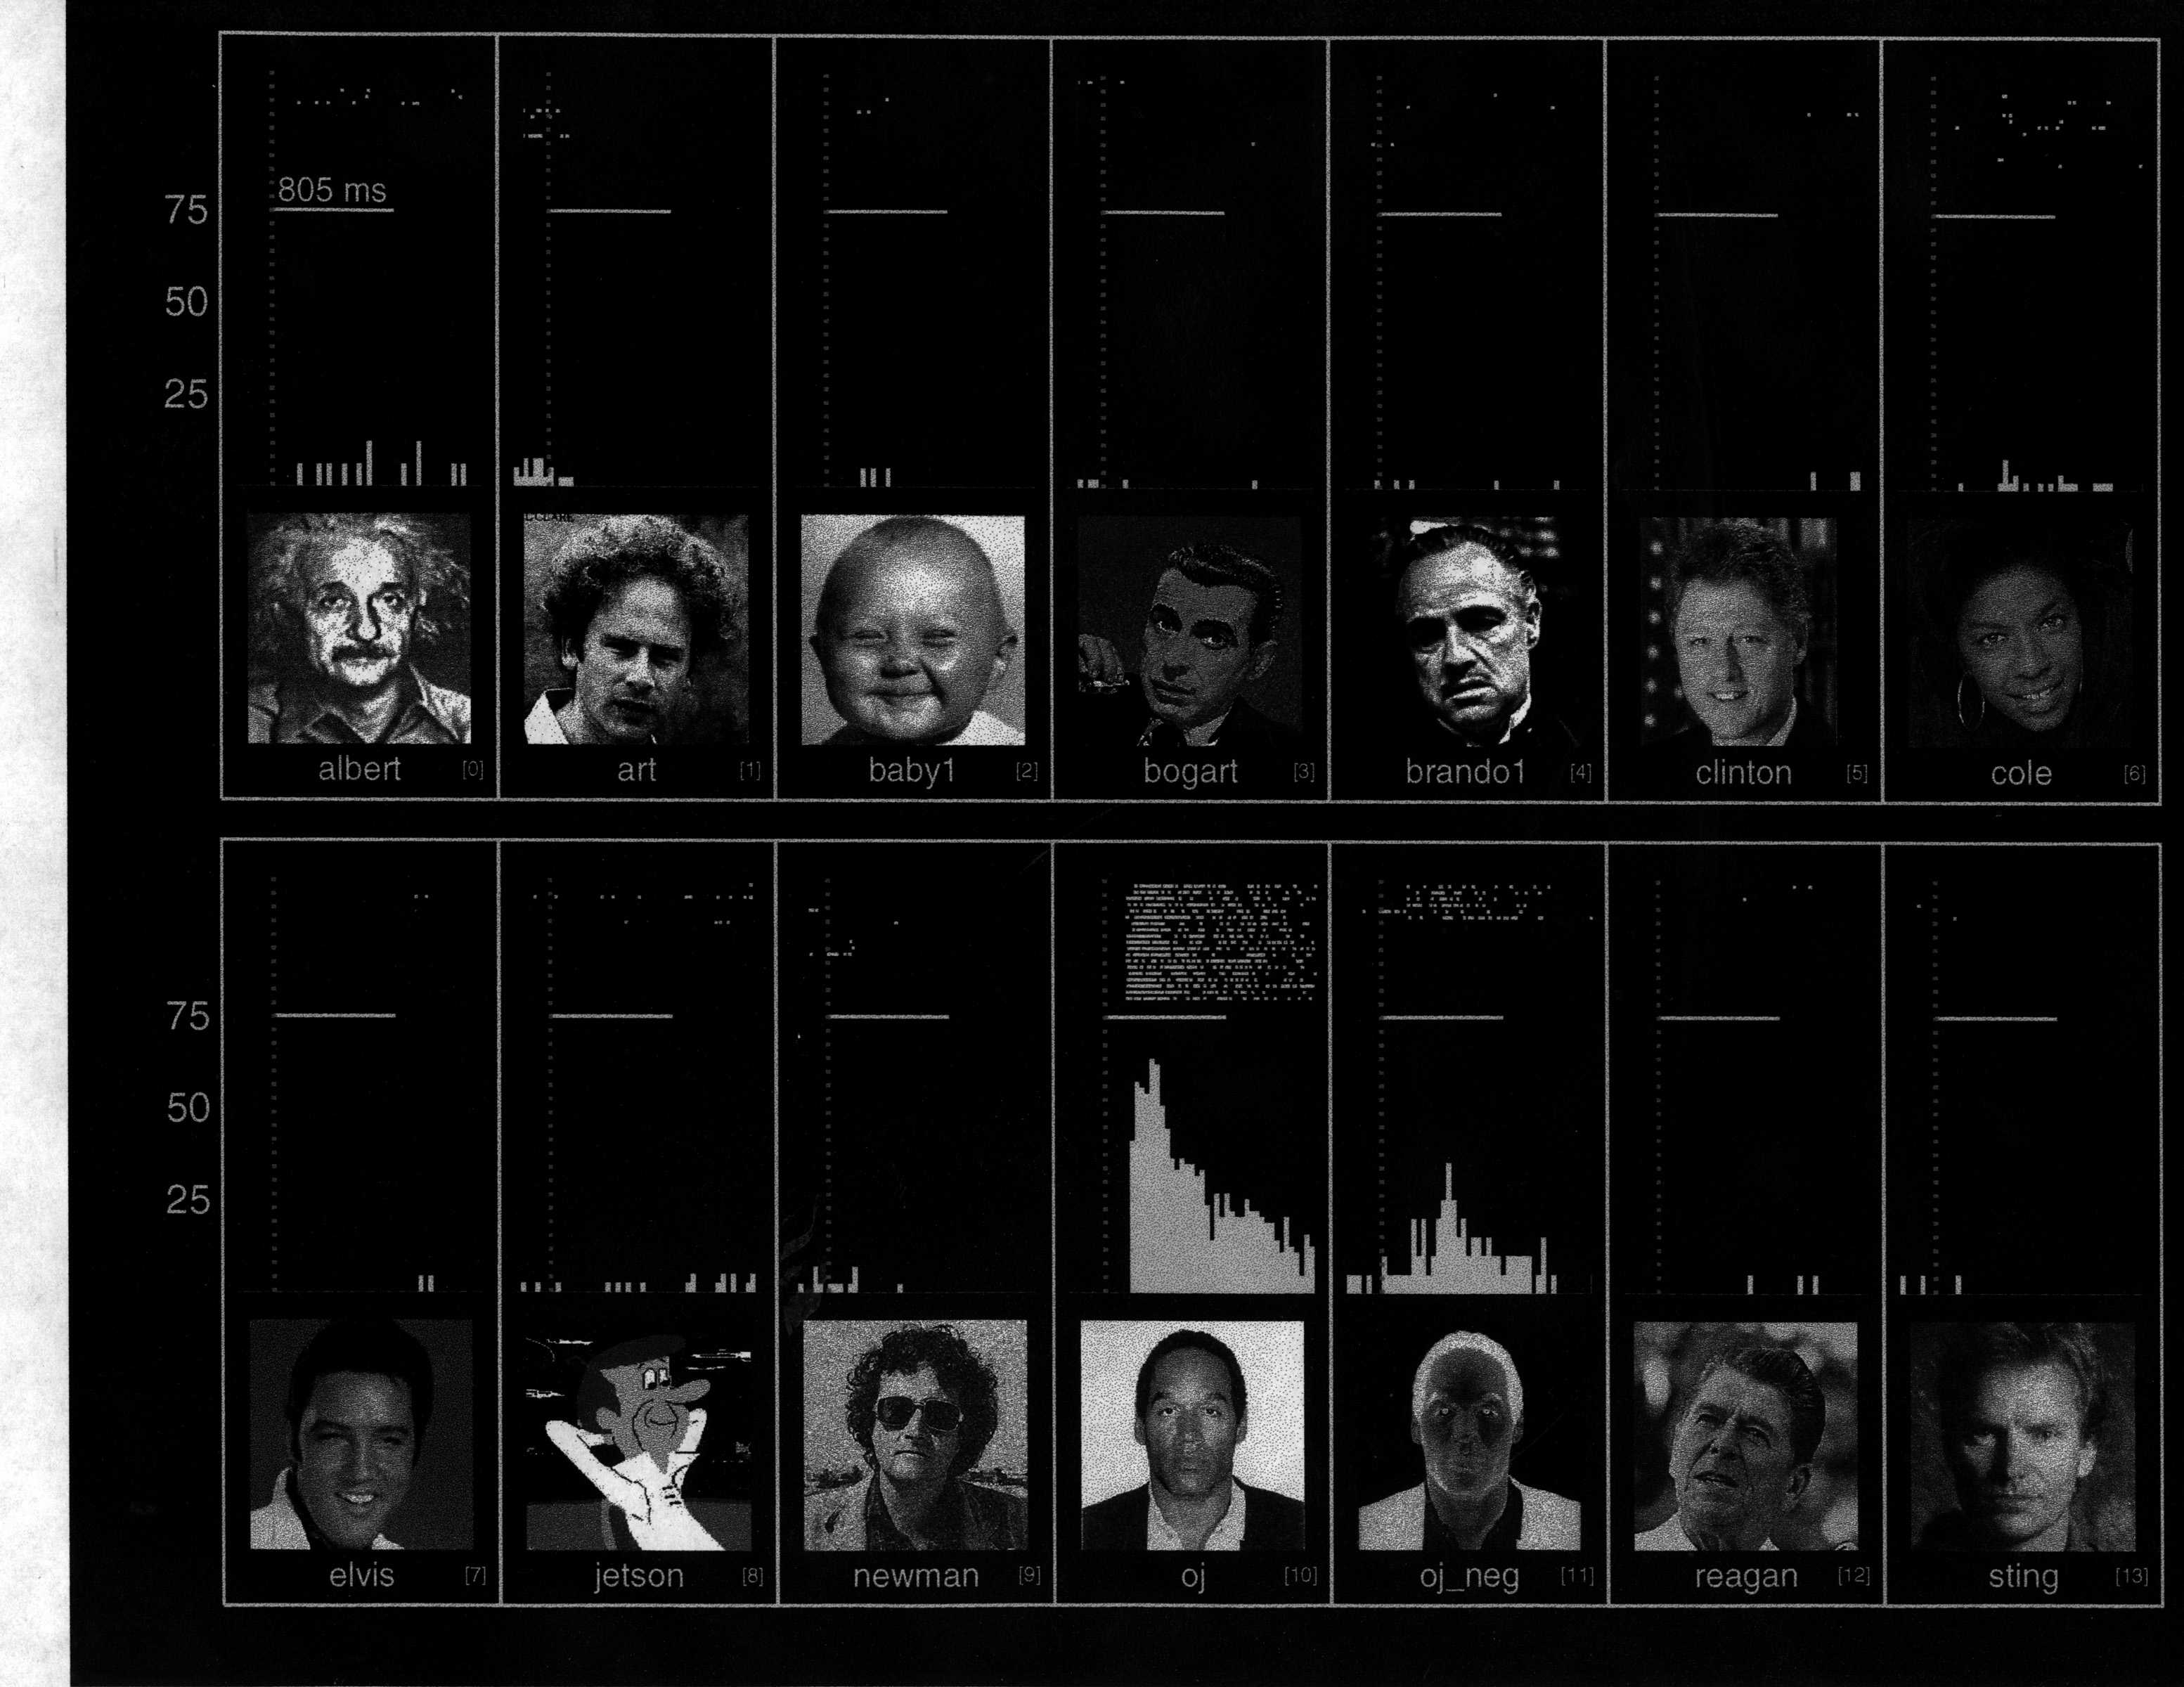 805 ms
75
50
25
albert [0]
art [1]
baby1 [2]
bogart [3]
brando1 [4]
clinton [5]
cole [6]
75
50
25
elvis [7]
jetson [8]
newman [9]
oj [10]
oj_neg [11]
reagan [12]
sting [13]